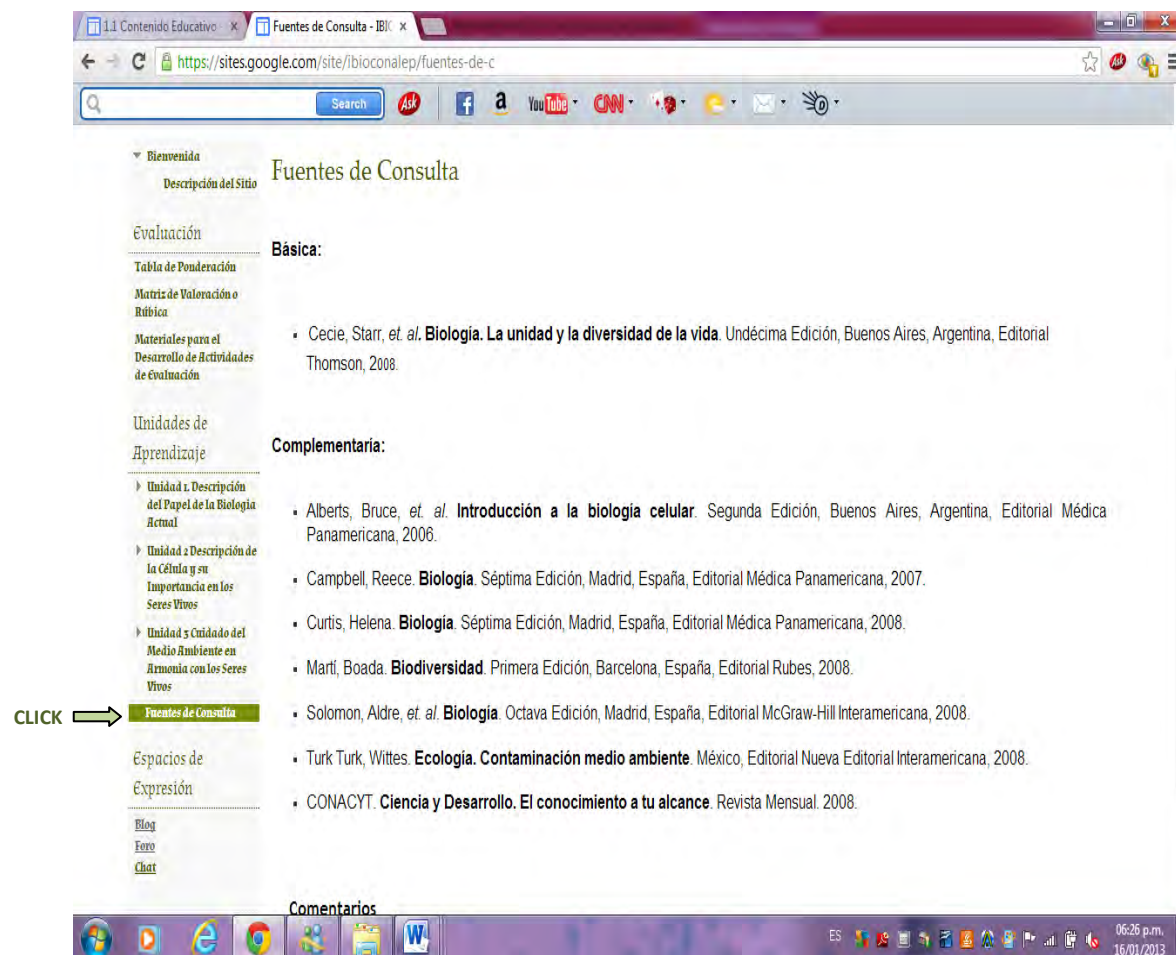 1.1 Contenido Educativo
Fuentes de Consulta - IBIC
https://sites.google.com/site/ibioconalep/fuentes-de-c
Search
Ask
a
YouTube
CNN
Bienvenida
Descripción del Sitio
Evaluación
Tabla de Ponderación
Matriz de Valoración o
Rúbica
Materiales para el
Desarrollo de Actividades
de Evaluación
Unidades de
Aprendizaje
Unidad 1. Descripción
del Papel de la Biologia
Actual
Unidad 2 Descripción de
la Célula y su
Importancia en los
Seres Vivos
Unidad 3 Cuidado del
Medio Ambiente en
Armonia con los Seres
Vivos
CLICK
Fuentes de Consulta
Espacios de
Expresión
Blog
Foro
Chat
Fuentes de Consulta
Básica:
Cecie, Starr, et. al. Biología. La unidad y la diversidad de la vida. Undécima Edición, Buenos Aires, Argentina, Editorial
Thomson, 2008.
Complementaría:
Alberts, Bruce, et. al. Introducción a la biología celular. Segunda Edición, Buenos Aires, Argentina, Editorial Médica
Panamericana, 2006.
Campbell, Reece. Biología. Séptima Edición, Madrid, España, Editorial Médica Panamericana, 2007.
Curtis, Helena. Biología. Séptima Edición, Madrid, España, Editorial Médica Panamericana, 2008.
Martí, Boada. Biodiversidad. Primera Edición, Barcelona, España, Editorial Rubes, 2008.
Solomon, Aldre, et. al. Biología. Octava Edición, Madrid, España, Editorial McGraw-Hill Interamericana, 2008.
Turk Turk, Wittes. Ecología. Contaminación medio ambiente. México, Editorial Nueva Editorial Interamericana, 2008.
CONACYT. Ciencia y Desarrollo. El conocimiento a tu alcance. Revista Mensual. 2008.
Comentarios
ES
06:26 p.m.
16/01/2013